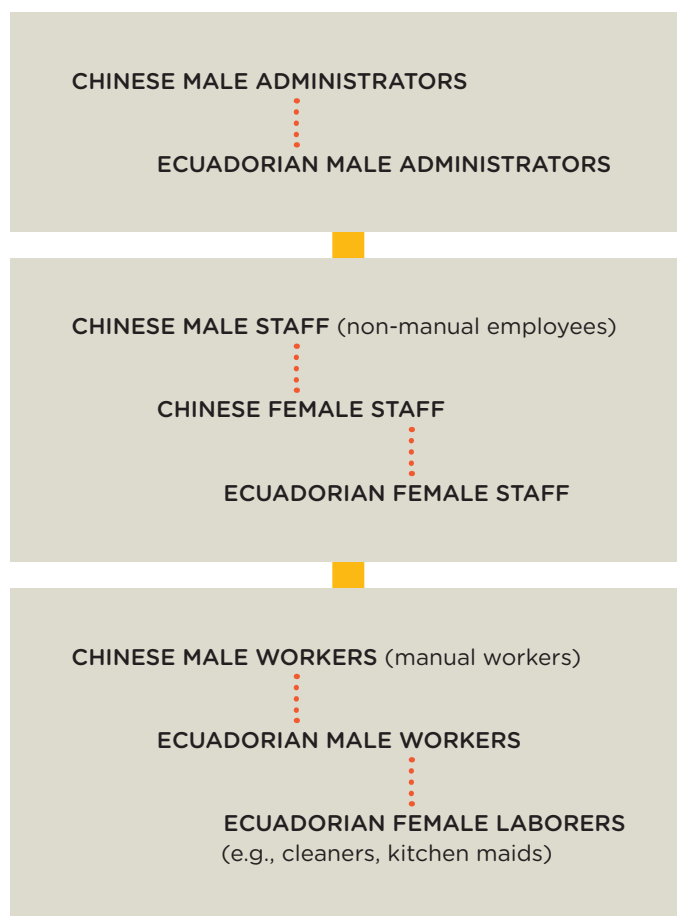 CHINESE MALE ADMINISTRATORS
ECUADORIAN MALE ADMINISTRATORS
CHINESE MALE STAFF (non-manual employees)
CHINESE FEMALE STAFF
ECUADORIAN FEMALE STAFF
CHINESE MALE WORKERS (manual workers)
ECUADORIAN MALE WORKERS
ECUADORIAN FEMALE LABORERS
(e.g., cleaners, kitchen maids)